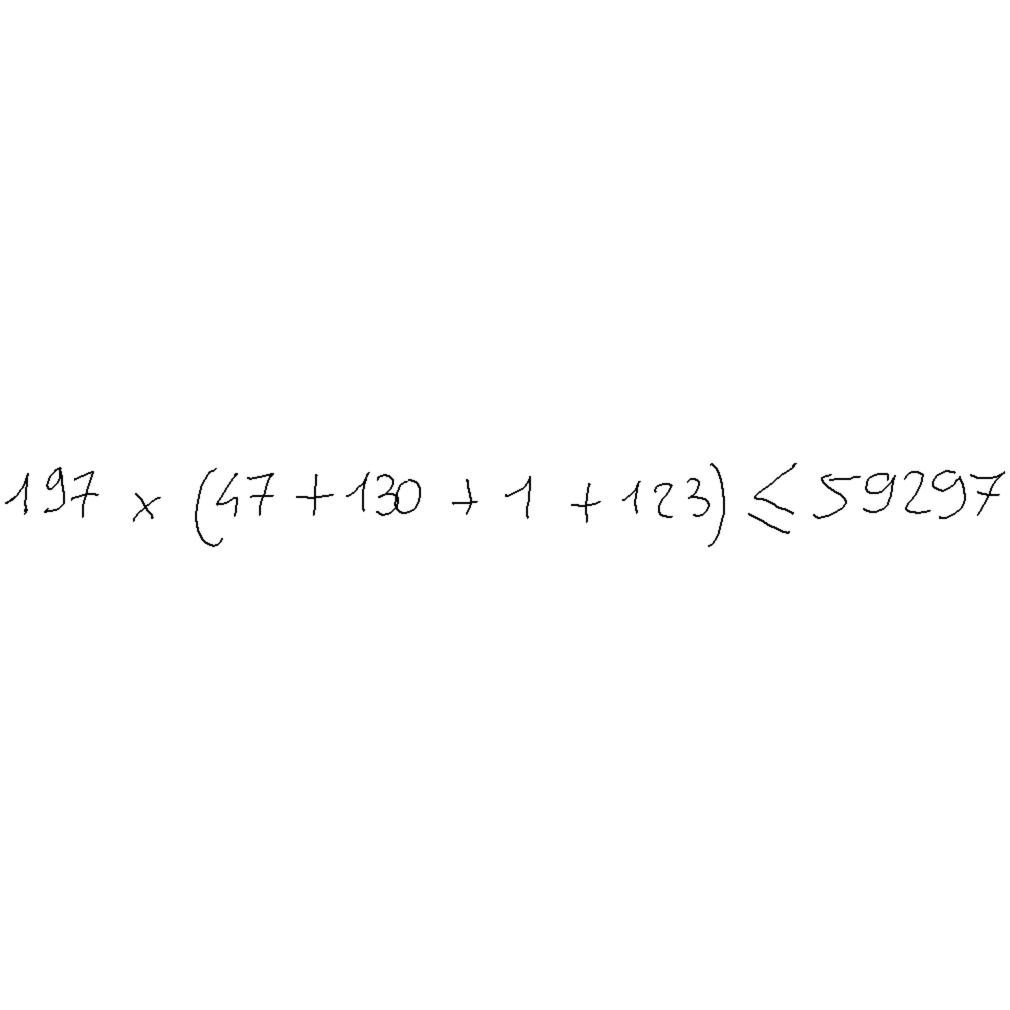 197 × (47 + 130 + 1 + 123) ≤ 59297